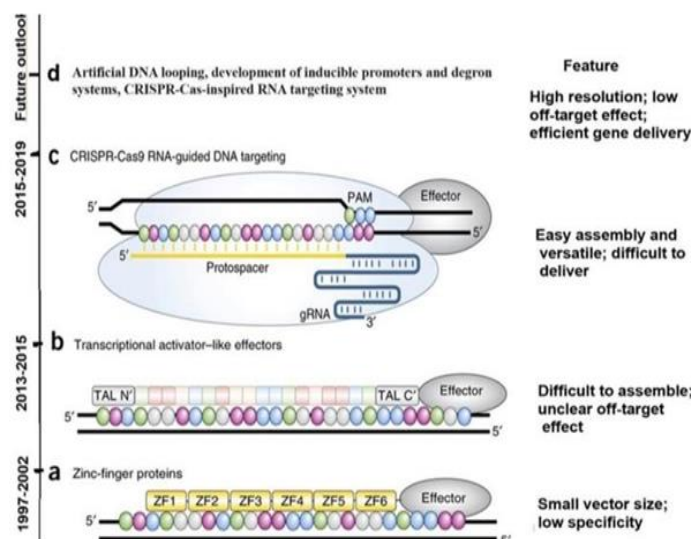 Future outlook
d Artificial DNA looping, development of inducible promoters and degron
systems, CRISPR-Cas-inspired RNA targeting system
Feature
High resolution; low
off-target effect;
efficient gene delivery
2015-2019
c CRISPR-Cas9 RNA-guided DNA targeting
PAM
Effector
5′
5′
5′
Protospacer
gRNA
3′
Easy assembly and
versatile; difficult to
deliver
2013-2015
b Transcriptional activator–like effectors
TAL N′
TAL C′
Effector
5′
5′
Difficult to assemble;
unclear off-target
effect
1997-2002
a Zinc-finger proteins
ZF1 ZF2 ZF3 ZF4 ZF5 ZF6
Effector
5′
5′
Small vector size;
low specificity